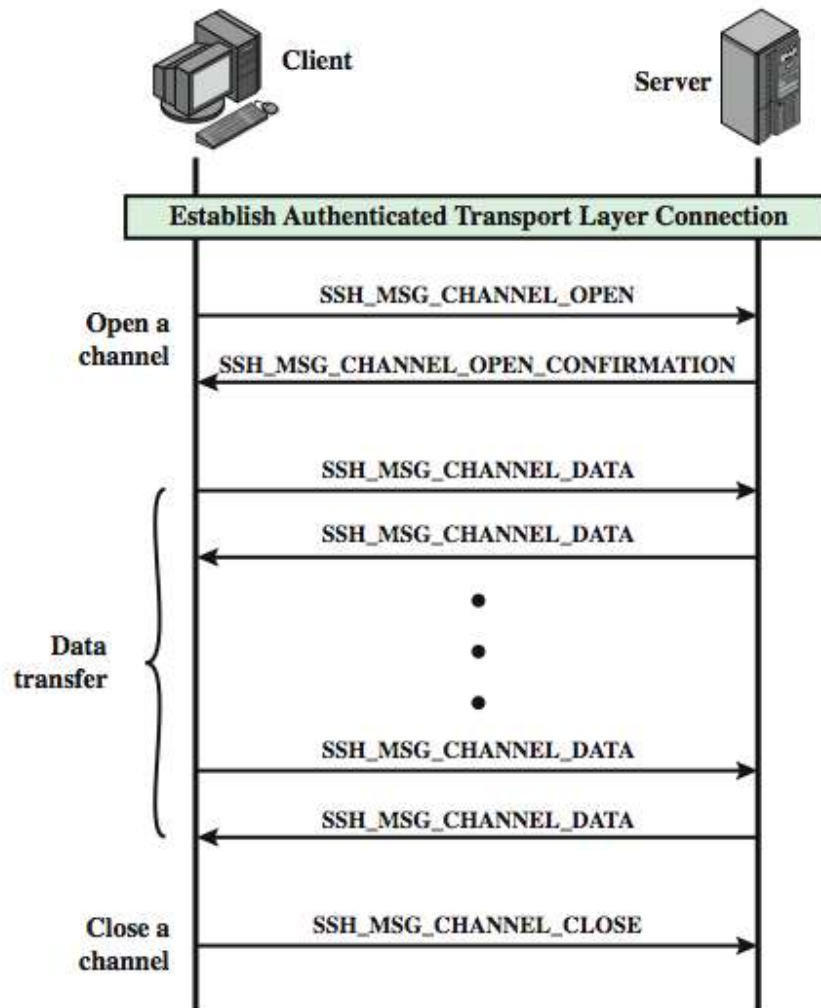 Client
Server
Establish Authenticated Transport Layer Connection
SSH_MSG_CHANNEL_OPEN
Open a
channel
SSH_MSG_CHANNEL_OPEN_CONFIRMATION
SSH_MSG_CHANNEL_DATA
SSH_MSG_CHANNEL_DATA
Data
transfer
SSH_MSG_CHANNEL_DATA
SSH_MSG_CHANNEL_DATA
Close a
channel
SSH_MSG_CHANNEL_CLOSE